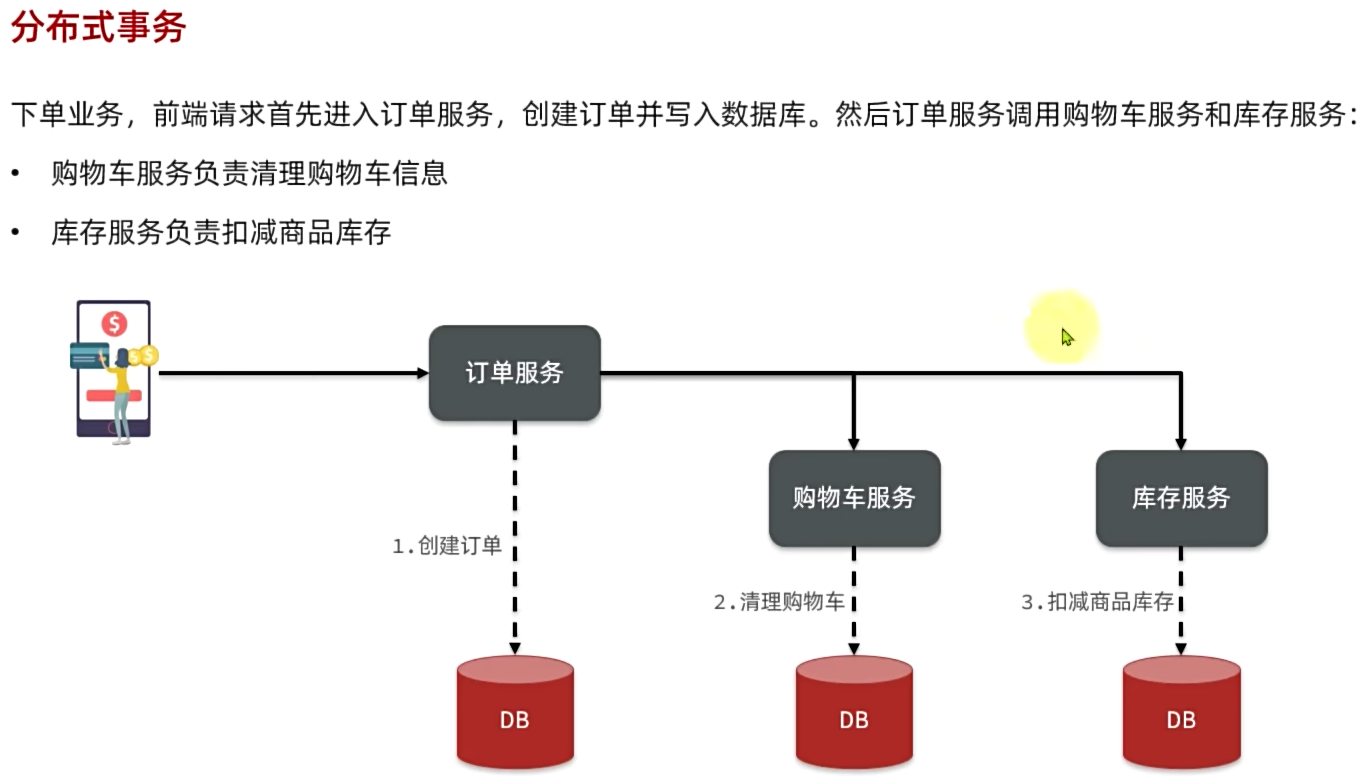 分布式事务
下单业务，前端请求首先进入订单服务，创建订单并写入数据库。然后订单服务调用购物车服务和库存服务：
• 购物车服务负责清理购物车信息
• 库存服务负责扣减商品库存
$
$
$
订单服务
购物车服务
库存服务
1.创建订单
2.清理购物车
3.扣减商品库存
DB
DB
DB